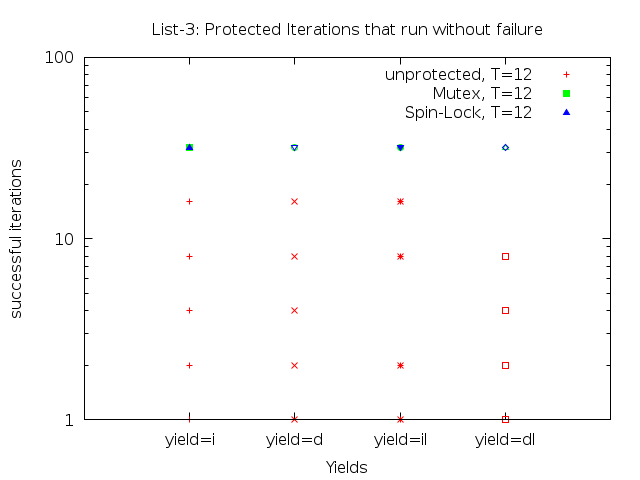 List-3: Protected Iterations that run without failure
100
unprotected, T=12
Mutex, T=12
Spin-Lock, T=12
successful iterations
10
1
yield=i yield=d yield=il yield=dl
Yields